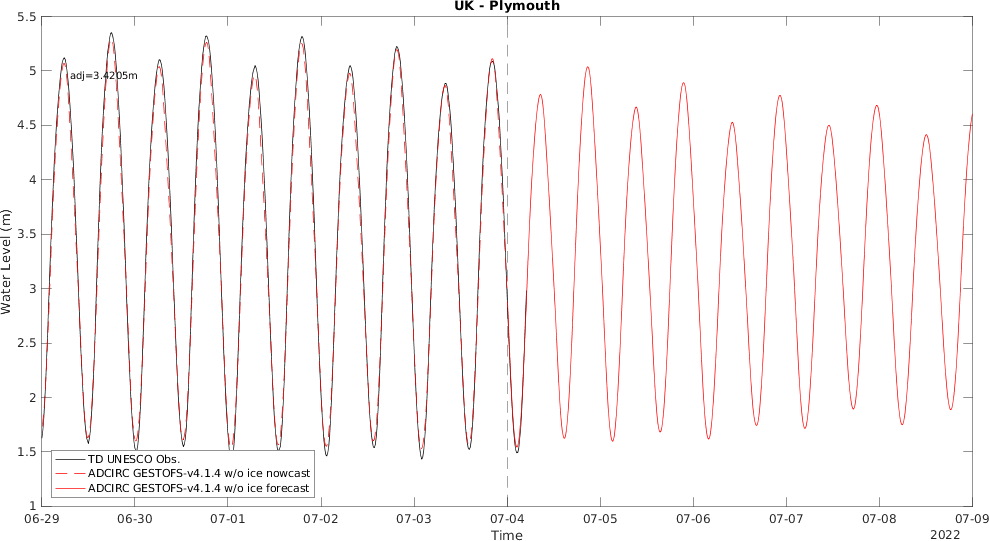 UK - Plymouth
5.5
5
4.5
4
3.5
3
2.5
2
1.5
1
Water Level (m)
adj=3.4205m
TD UNESCO Obs.
ADCIRC GESTOFS-v4.1.4 w/o ice nowcast
ADCIRC GESTOFS-v4.1.4 w/o ice forecast
06-29 06-30 07-01 07-02 07-03 07-04 07-05 07-06 07-07 07-08 07-09
Time
2022